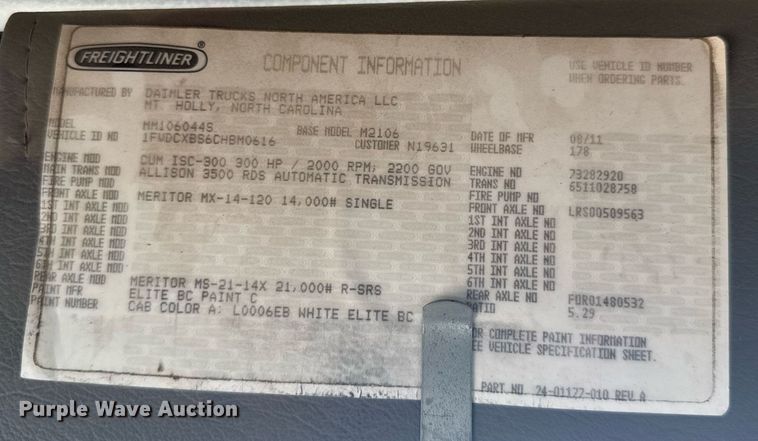 FREIGHTLINER®
COMPONENT INFORMATION
USE VEHICLE ID NUMBER
WHEN ORDERING PARTS.
MANUFACTURED BY DAIMLER TRUCKS NORTH AMERICA LLC
MT. HOLLY, NORTH CAROLINA
MODEL MM106044S BASE MODEL M2106 DATE OF MFR 08/11
VEHICLE ID NO 1FVDCXBS6CHBM0616 CUSTOMER N19631 WHEELBASE 178
ENGINE MOD CUM ISC-300 300 HP / 2000 RPM; 2200 GOV ENGINE NO 73282920
MAIN TRANS MOD ALLISON 3500 RDS AUTOMATIC TRANSMISSION TRANS NO 6511028758
FIRE PUMP MOD FIRE PUMP NO
FRONT AXLE MOD MERITOR MX-14-120 14,000# SINGLE FRONT AXLE NO LRS00509563
1ST INT AXLE MOD 1ST INT AXLE NO
2ND INT AXLE MOD 2ND INT AXLE NO
3RD INT AXLE MOD 3RD INT AXLE NO
4TH INT AXLE MOD 4TH INT AXLE NO
5TH INT AXLE MOD 5TH INT AXLE NO
6TH INT AXLE MOD 6TH INT AXLE NO
REAR AXLE MOD MERITOR MS-21-14X 21,000# R-SRS REAR AXLE NO FUR01480532
PAINT MFR ELITE BC PAINT C RATIO 5.29
PAINT NUMBER CAB COLOR A: L0006EB WHITE ELITE BC
FOR COMPLETE PAINT INFORMATION
SEE VEHICLE SPECIFICATION SHEET.
PART NO 24-01122-010 REV A
Purple Wave Auction